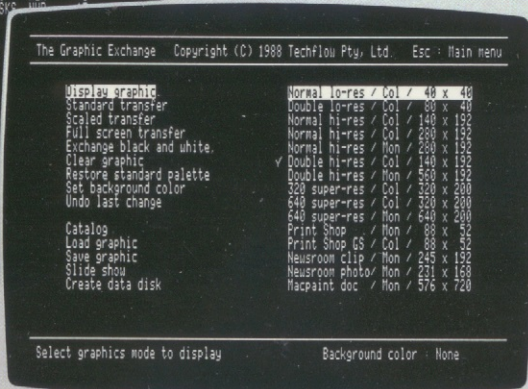 The Graphic Exchange Copyright (C) 1988 Techflow Pty, Ltd. Esc : Main menu
Display graphic Normal lo-res / Col / 40 x 40
Standard transfer Double lo-res / Col / 80 x 40
Scaled transfer Normal hi-res / Col / 140 x 192
Full screen transfer Normal hi-res / Col / 280 x 192
Exchange black and white. Normal hi-res / Mon / 280 x 192
Clear graphic ✓ Double hi-res / Col / 140 x 192
Restore standard palette Double hi-res / Mon / 560 x 192
Set background color 320 super-res / Col / 320 x 200
Undo last change 640 super-res / Col / 320 x 200
640 super-res / Mon / 640 x 200
Catalog Print Shop / Mon / 88 x 52
Load graphic Print Shop GS / Col / 88 x 52
Save graphic Newsroom clip / Mon / 245 x 192
Slide show Newsroom photo/ Mon / 231 x 168
Create data disk Macpaint doc / Mon / 576 x 720
Select graphics mode to display Background color : None